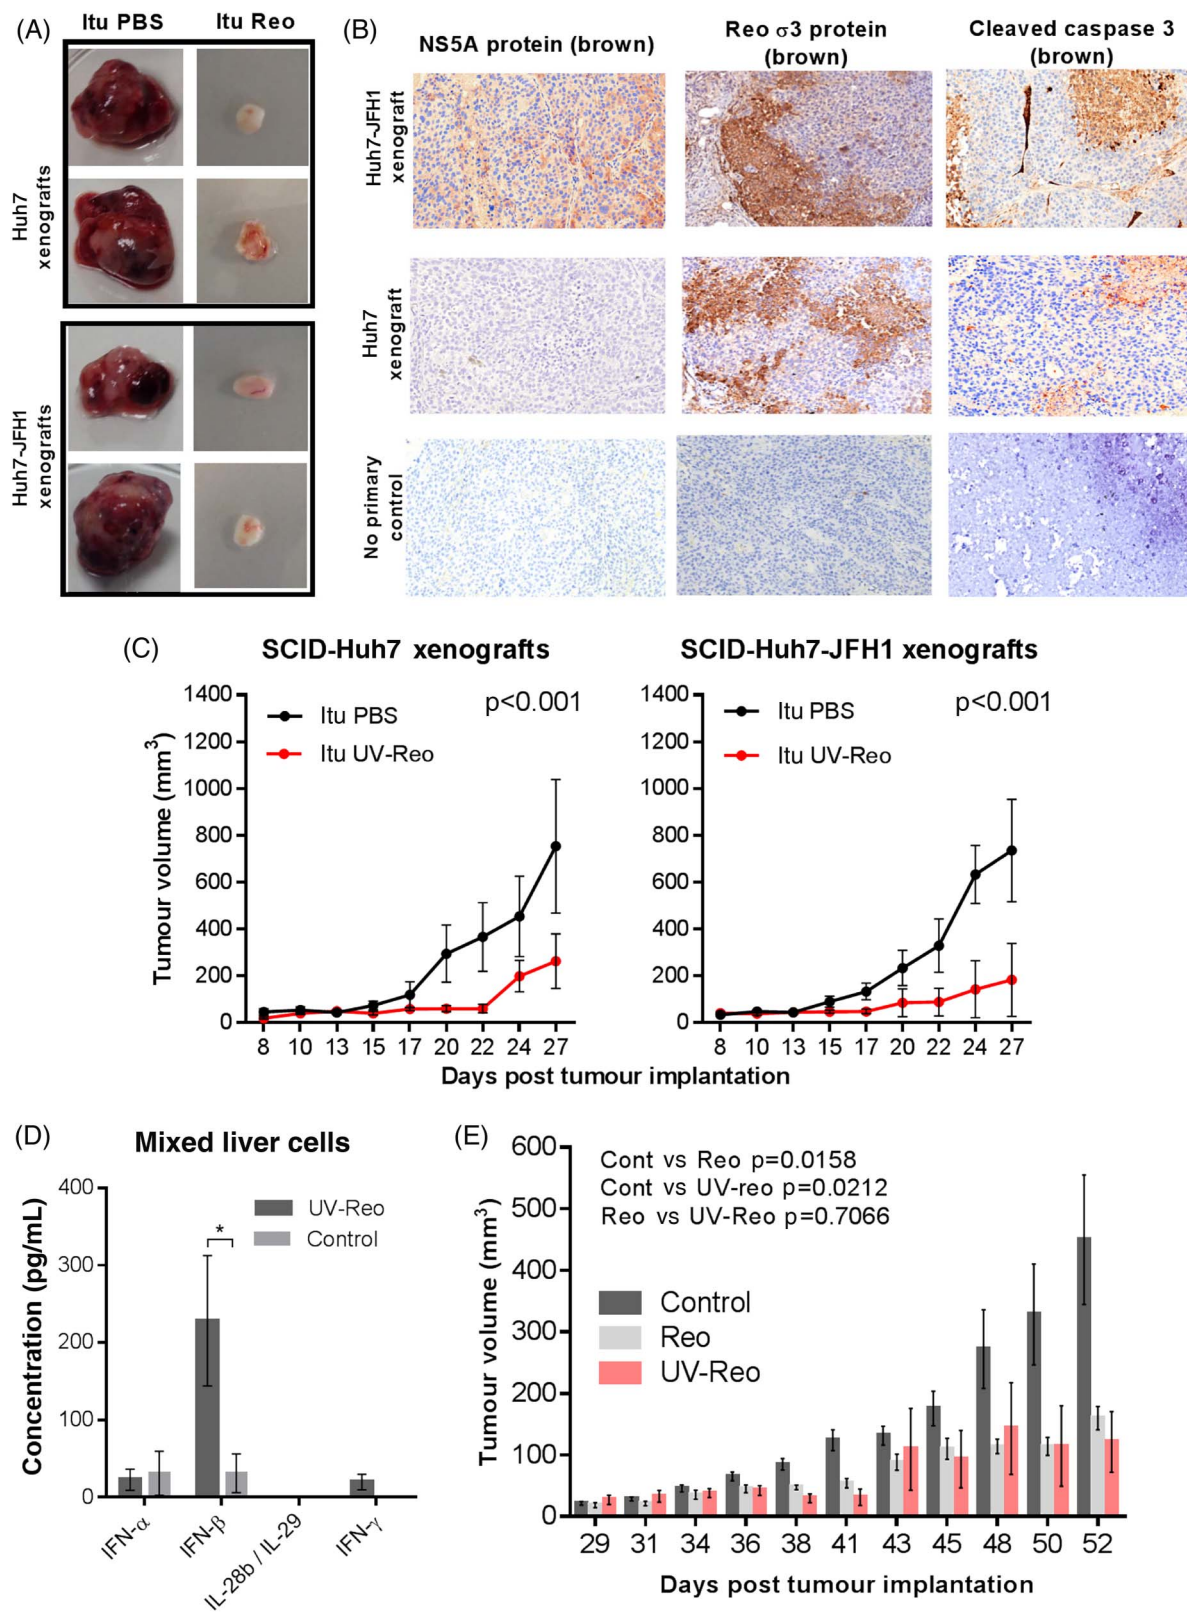 (A)
Itu PBS
Itu Reo
Huh7
xenografts
Huh7-JFH1
xenografts
(B)
NS5A protein (brown)
Reo σ3 protein
(brown)
Cleaved caspase 3
(brown)
Huh7-JFH1
xenograft
Huh7
xenograft
No primary
control
(C)
SCID-Huh7 xenografts
Tumour volume (mm³)
1400
1200
1000
800
600
400
200
0
Itu PBS
Itu UV-Reo
p<0.001
8 10 13 15 17 20 22 24 27
SCID-Huh7-JFH1 xenografts
1400
1200
1000
800
600
400
200
0
Itu PBS
Itu UV-Reo
p<0.001
8 10 13 15 17 20 22 24 27
Days post tumour implantation
(D)
Mixed liver cells
Concentration (pg/mL)
400
300
200
100
0
UV-Reo
Control
*
IFN-α
IFN-β
IL-28b / IL-29
IFN-γ
(E)
Tumour volume (mm³)
600
500
400
300
200
100
0
Cont vs Reo p=0.0158
Cont vs UV-reo p=0.0212
Reo vs UV-Reo p=0.7066
Control
Reo
UV-Reo
29 31 34 36 38 41 43 45 48 50 52
Days post tumour implantation